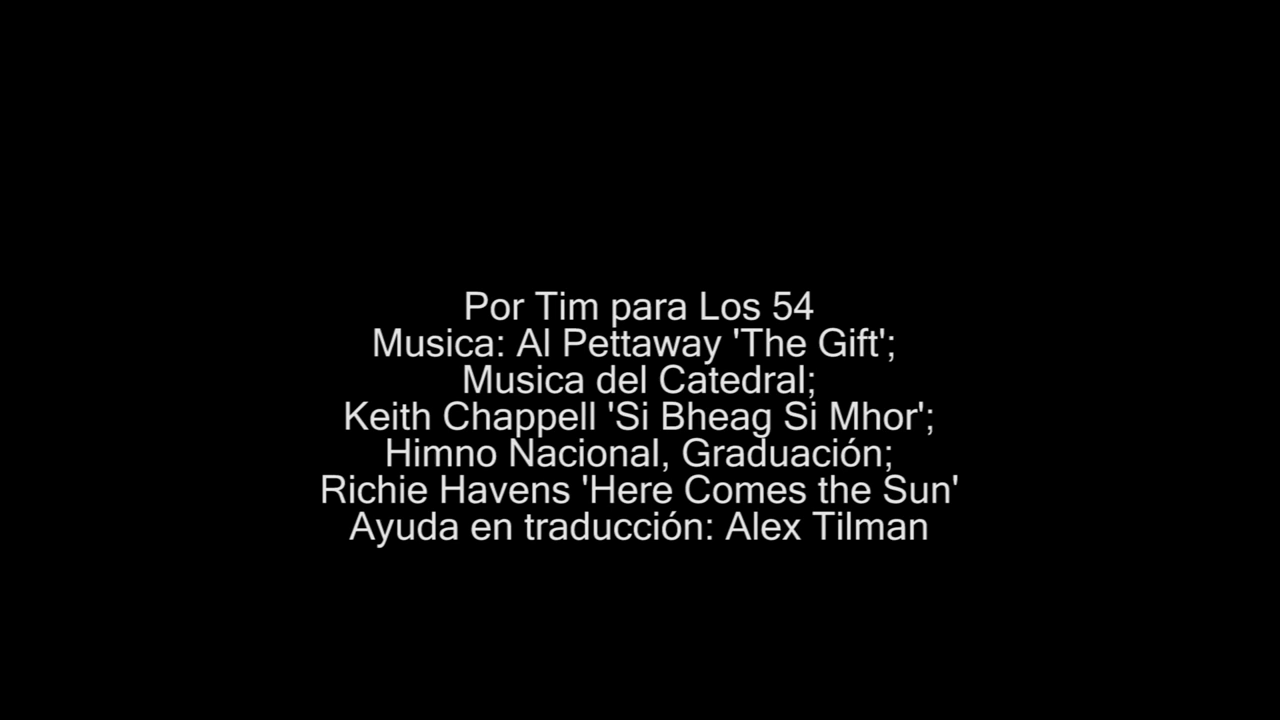 Por Tim para Los 54
Musica: Al Pettaway 'The Gift';
Musica del Catedral;
Keith Chappell 'Si Bheag Si Mhor';
Himno Nacional, Graduación;
Richie Havens 'Here Comes the Sun'
Ayuda en traducción: Alex Tilman